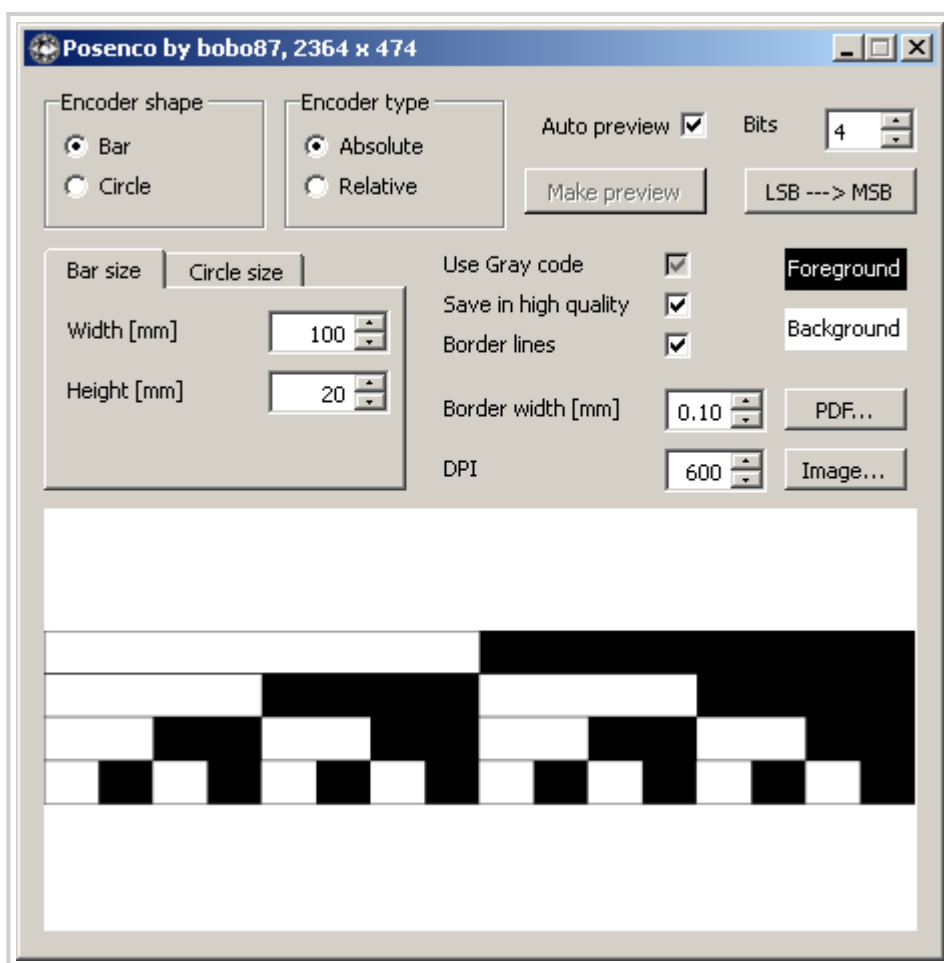 Posenco by bobo87, 2364 x 474
Encoder shape
Bar
Circle
Encoder type
Absolute
Relative
Auto preview
Bits
4
Make preview
LSB ---> MSB
Bar size
Circle size
Width [mm]
100
Height [mm]
20
Use Gray code
Save in high quality
Border lines
Border width [mm]
0.10
DPI
600
Foreground
Background
PDF...
Image...